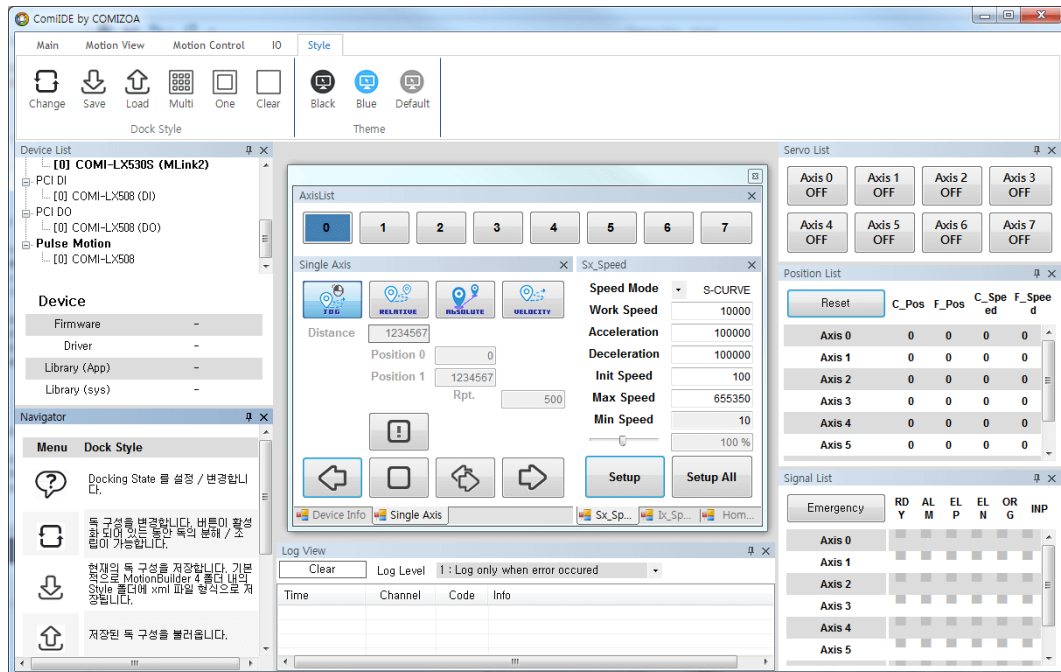 ComiIDE by COMIZOA
Main Motion View Motion Control IO Style
Change Save Load Multi One Clear Black Blue Default
Dock Style Theme
Device List
[0] COMI-LX530S (MLink2)
PCI DI
[0] COMI-LX508 (DI)
PCI DO
[0] COMI-LX508 (DO)
Pulse Motion
[0] COMI-LX508
Device
Firmware -
Driver -
Library (App) -
Library (sys) -
Navigator
Menu Dock Style
Docking State 를 설정 / 변경합니
다.
독 구성을 변경합니다. 버튼이 활성
화 되어 있는 동안 독의 분해 / 조
립이 가능합니다.
현재의 독 구성을 저장합니다. 기본
적으로 MotionBuilder 4 폴더 내의
Style 폴더에 xml 파일 형식으로 저
장됩니다.
저장된 독 구성을 불러옵니다.
AxisList
0 1 2 3 4 5 6 7
Single Axis
JOG RELATIVE ABSOLUTE VELOCITY
Distance 1234567
Position 0 0
Position 1 1234567
Rpt. 500
Device Info Single Axis
Sx_Speed
Speed Mode S-CURVE
Work Speed 10000
Acceleration 100000
Deceleration 100000
Init Speed 100
Max Speed 655350
Min Speed 10
100 %
Setup Setup All
Sx_Sp... Ix_Sp... Hom...
Log View
Clear Log Level 1 : Log only when error occured
Time Channel Code Info
Servo List
Axis 0 OFF Axis 1 OFF Axis 2 OFF Axis 3 OFF
Axis 4 OFF Axis 5 OFF Axis 6 OFF Axis 7 OFF
Position List
Reset C_Pos F_Pos C_Speed F_Speed
Axis 0 0 0 0 0
Axis 1 0 0 0 0
Axis 2 0 0 0 0
Axis 3 0 0 0 0
Axis 4 0 0 0 0
Axis 5 0 0 0 0
Signal List
Emergency RDY ALM ELP ELN ORG INP
Axis 0
Axis 1
Axis 2
Axis 3
Axis 4
Axis 5